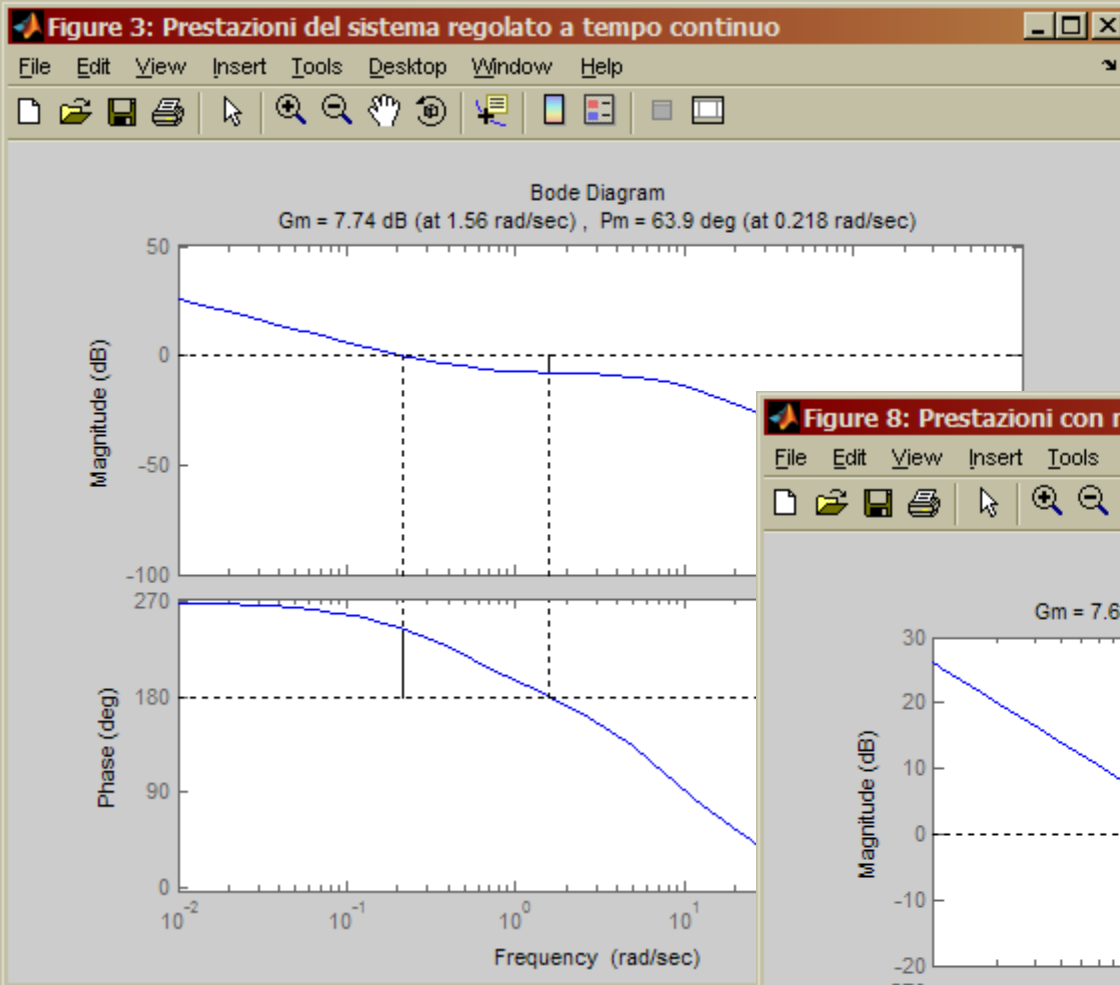 Figure 3: Prestazioni del sistema regolato a tempo continuo
File Edit View Insert Tools Desktop Window Help
Bode Diagram
Gm = 7.74 dB (at 1.56 rad/sec) , Pm = 63.9 deg (at 0.218 rad/sec)
50
0
-50
-100
Magnitude (dB)
270
180
90
0
Phase (deg)
10^-2
10^-1
10^0
10^1
Frequency (rad/sec)
Figure 8: Prestazioni con
File Edit View Insert Tools
Gm = 7.6
30
20
10
0
-10
-20
Magnitude (dB)